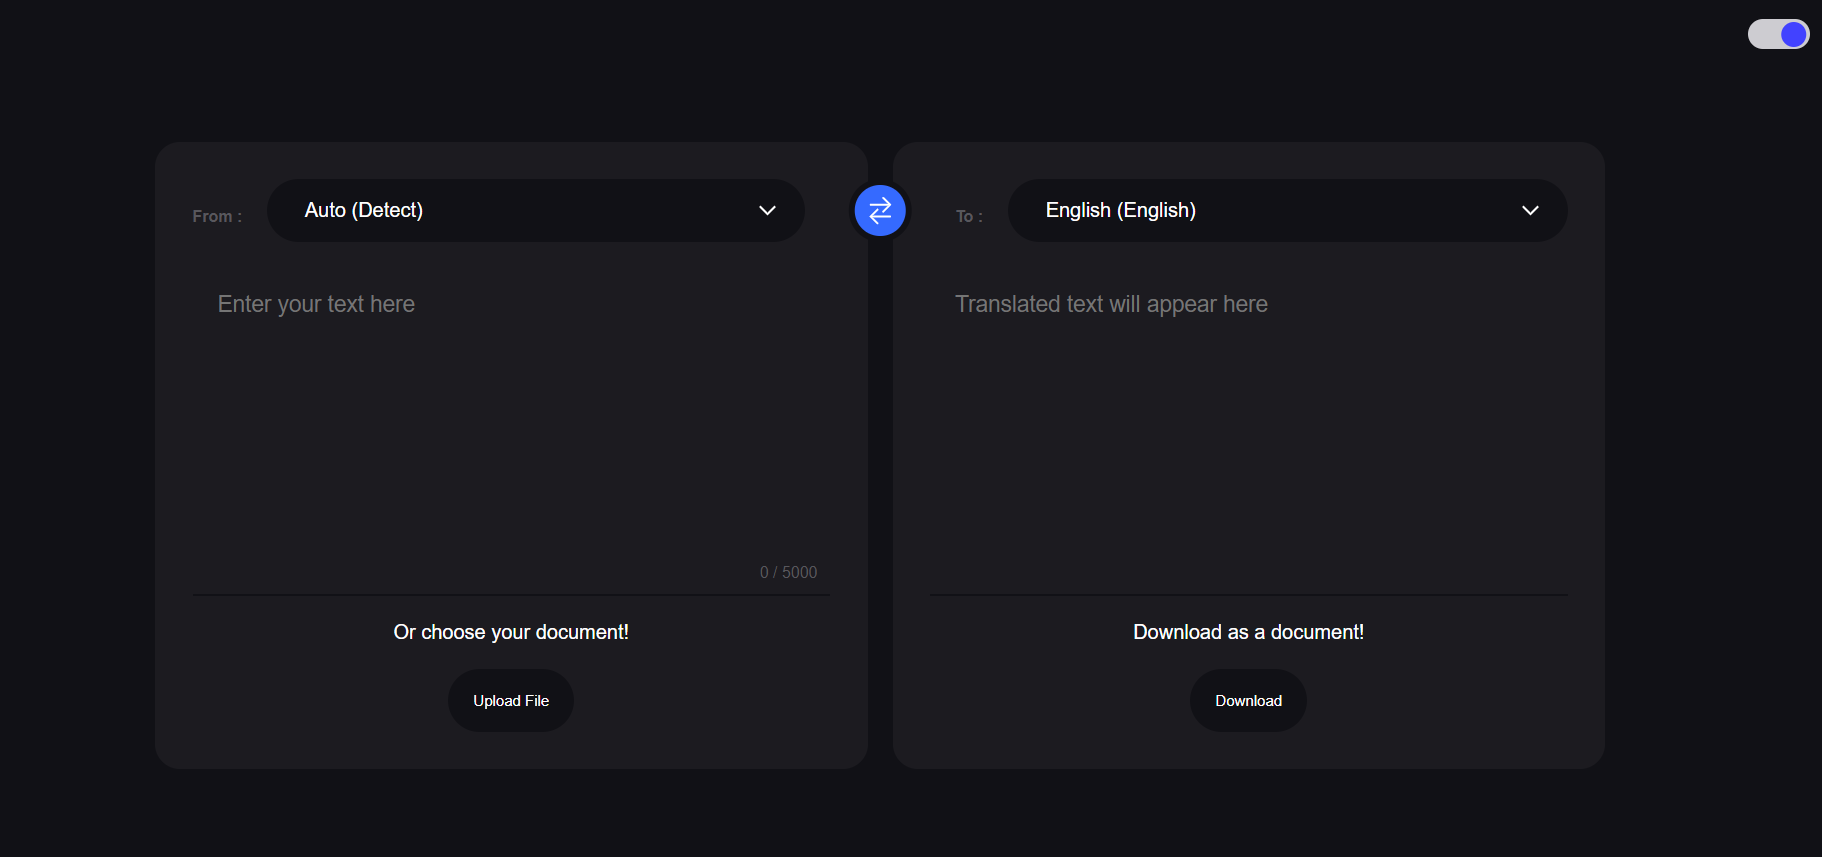 From :
Auto (Detect)
To :
English (English)
Enter your text here
Translated text will appear here
0 / 5000
Or choose your document!
Download as a document!
Upload File
Download